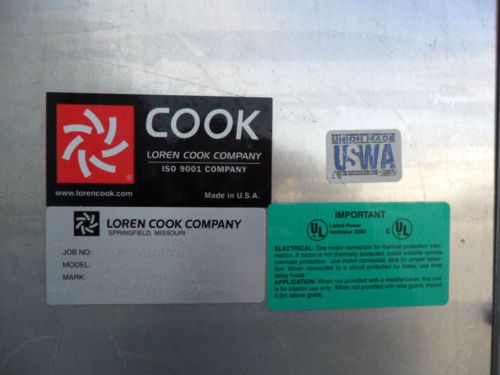 COOK
LOREN COOK COMPANY
ISO 9001 COMPANY
www.lorencook.com
Made in U.S.A.
LOREN COOK COMPANY
SPRINGFIELD, MISSOURI
JOB NO:
MODEL:
MARK:
UNION MADE
USWA
IMPORTANT
UL
Listed Power
Ventilator
C UL
ELECTRICAL: See motor nameplate for thermal protection infor-
mation. If motor is not thermally protected, install suitable remote
overload protection. Use motor nameplate data for proper selec-
tion. When connected to a circuit protected by fuses, use time
delay fuses.
APPLICATION: When not provided with a weathercover, this unit
is for interior use only. When not provided with wire guard, mount
2.5m above grade.